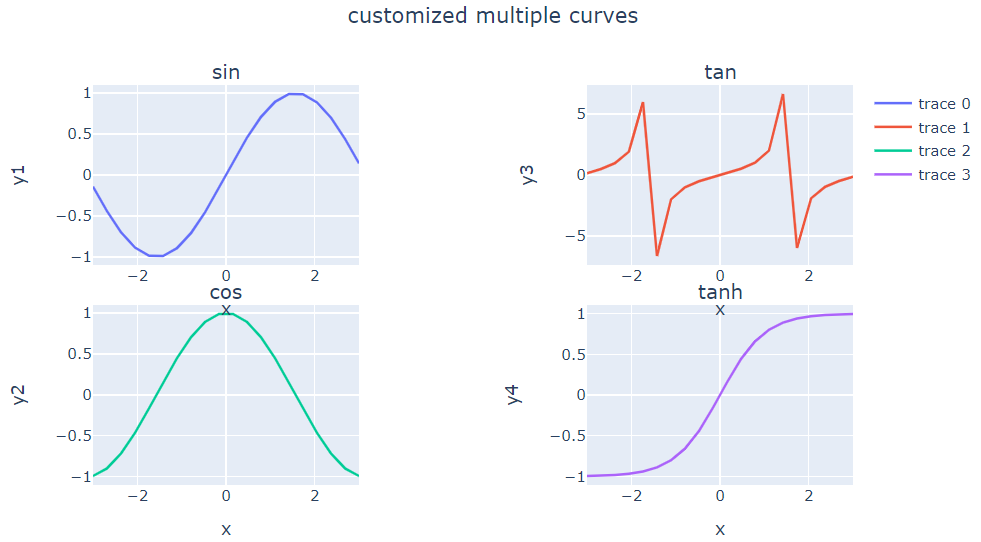 customized multiple curves
sin
y1
1
0.5
0
−0.5
−1
−2
0
2
x
tan
y3
5
0
−5
−2
0
2
x
trace 0
trace 1
trace 2
trace 3
cos
y2
1
0.5
0
−0.5
−1
−2
0
2
x
tanh
y4
1
0.5
0
−0.5
−1
−2
0
2
x